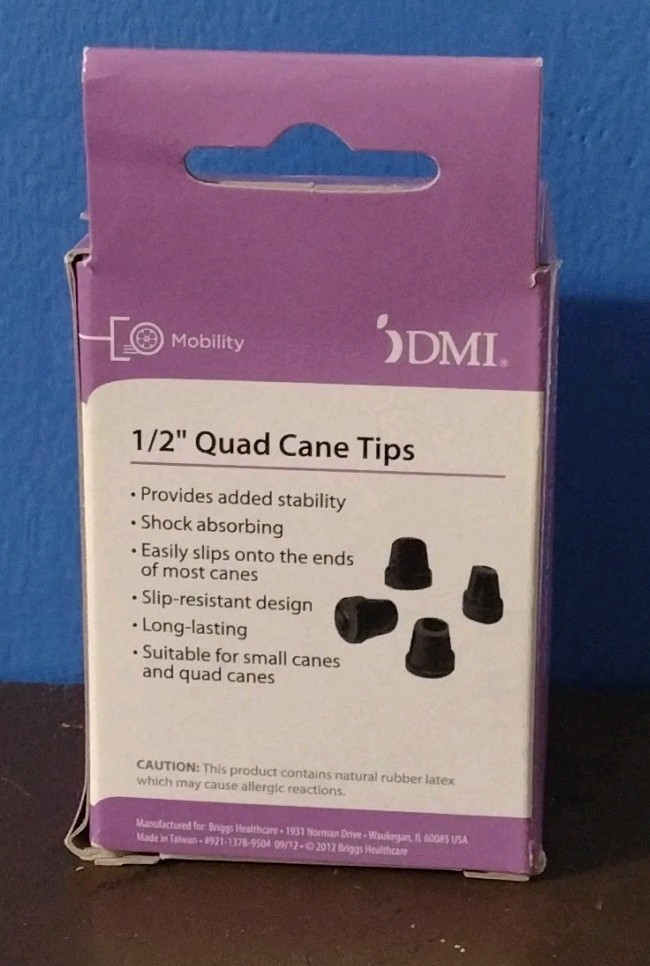 Mobility
DMI®
1/2" Quad Cane Tips
• Provides added stability
• Shock absorbing
• Easily slips onto the ends
of most canes
• Slip-resistant design
• Long-lasting
• Suitable for small canes
and quad canes
CAUTION: This product contains natural rubber latex
which may cause allergic reactions.
Manufactured for: Briggs Healthcare • 1931 Norman Drive • Waukegan, IL 60085 USA
Made in Taiwan • #921-1378-9504 09/12 • © 2012 Briggs Healthcare